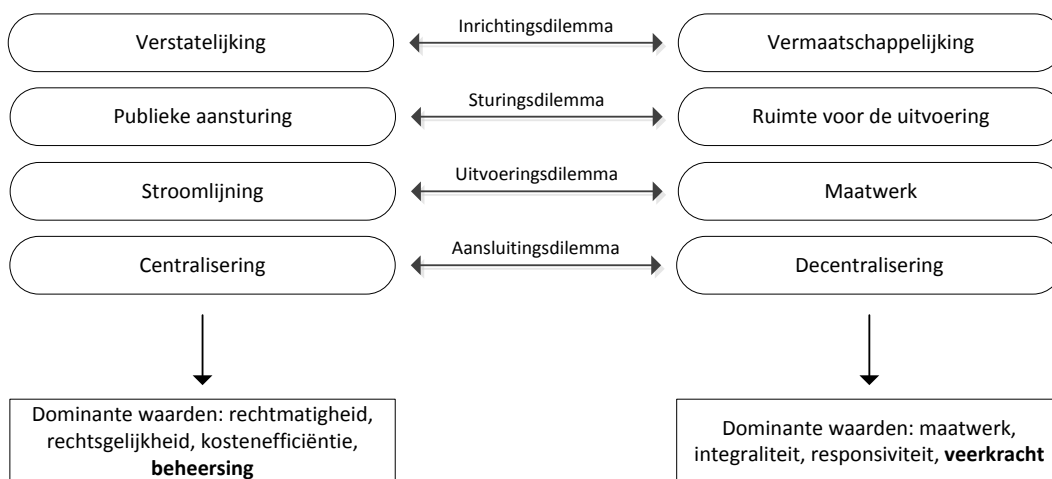 Verstatelijking
Inrichtingsdilemma
Vermaatschappelijking
Publieke aansturing
Sturingsdilemma
Ruimte voor de uitvoering
Stroomlijning
Uitvoeringsdilemma
Maatwerk
Centralisering
Aansluitingsdilemma
Decentralisering
Dominante waarden: rechtmatigheid,
rechtsgelijkheid, kostenefficiëntie,
beheersing
Dominante waarden: maatwerk,
integraliteit, responsiviteit, veerkracht